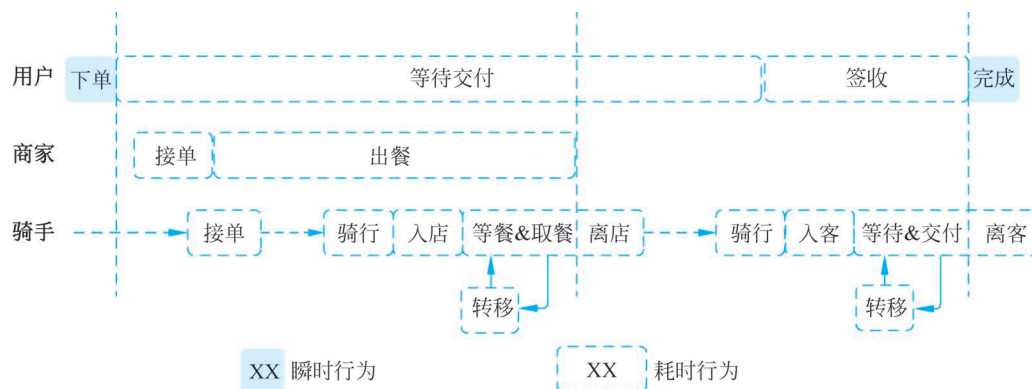 用户 下单 等待交付 签收 完成
商家 接单 出餐
骑手 接单 骑行 入店 等餐&取餐 离店 骑行 入客 等待&交付 离客
转移 转移
XX 瞬时行为 XX 耗时行为